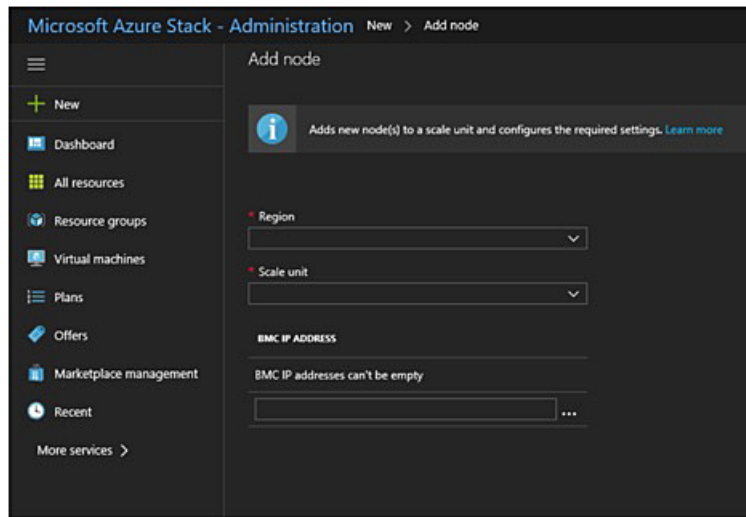 Microsoft Azure Stack - Administration New > Add node
Add node
New
Adds new node(s) to a scale unit and configures the required settings. Learn more
Dashboard
All resources
Resource groups
* Region
Virtual machines
* Scale unit
Plans
Offers
BMC IP ADDRESS
Marketplace management
BMC IP addresses can't be empty
Recent
...
More services >